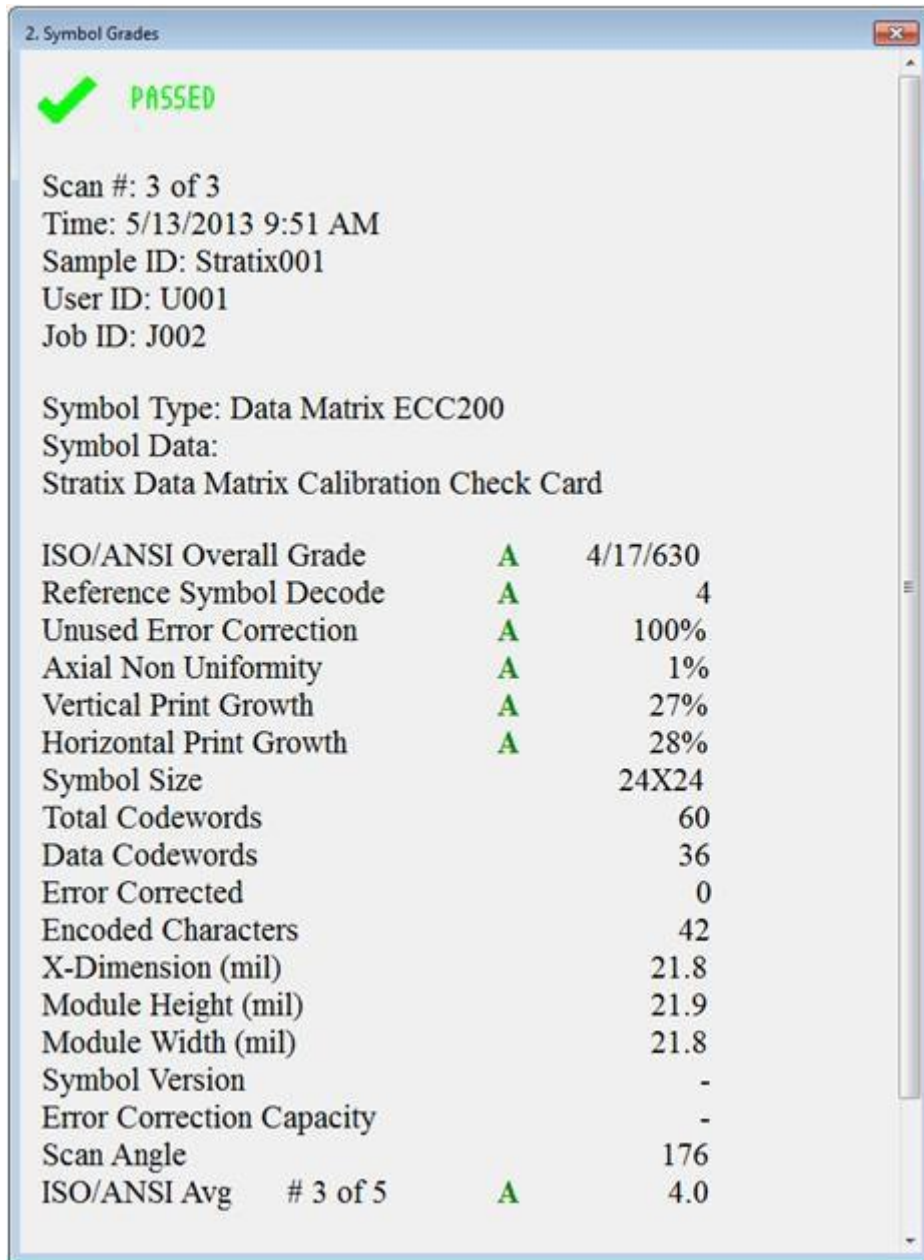 2. Symbol Grades
PASSED
Scan #: 3 of 3
Time: 5/13/2013 9:51 AM
Sample ID: Stratix001
User ID: U001
Job ID: J002
Symbol Type: Data Matrix ECC200
Symbol Data:
Stratix Data Matrix Calibration Check Card
ISO/ANSI Overall Grade A 4/17/630
Reference Symbol Decode A 4
Unused Error Correction A 100%
Axial Non Uniformity A 1%
Vertical Print Growth A 27%
Horizontal Print Growth A 28%
Symbol Size 24X24
Total Codewords 60
Data Codewords 36
Error Corrected 0
Encoded Characters 42
X-Dimension (mil) 21.8
Module Height (mil) 21.9
Module Width (mil) 21.8
Symbol Version -
Error Correction Capacity -
Scan Angle 176
ISO/ANSI Avg # 3 of 5 A 4.0